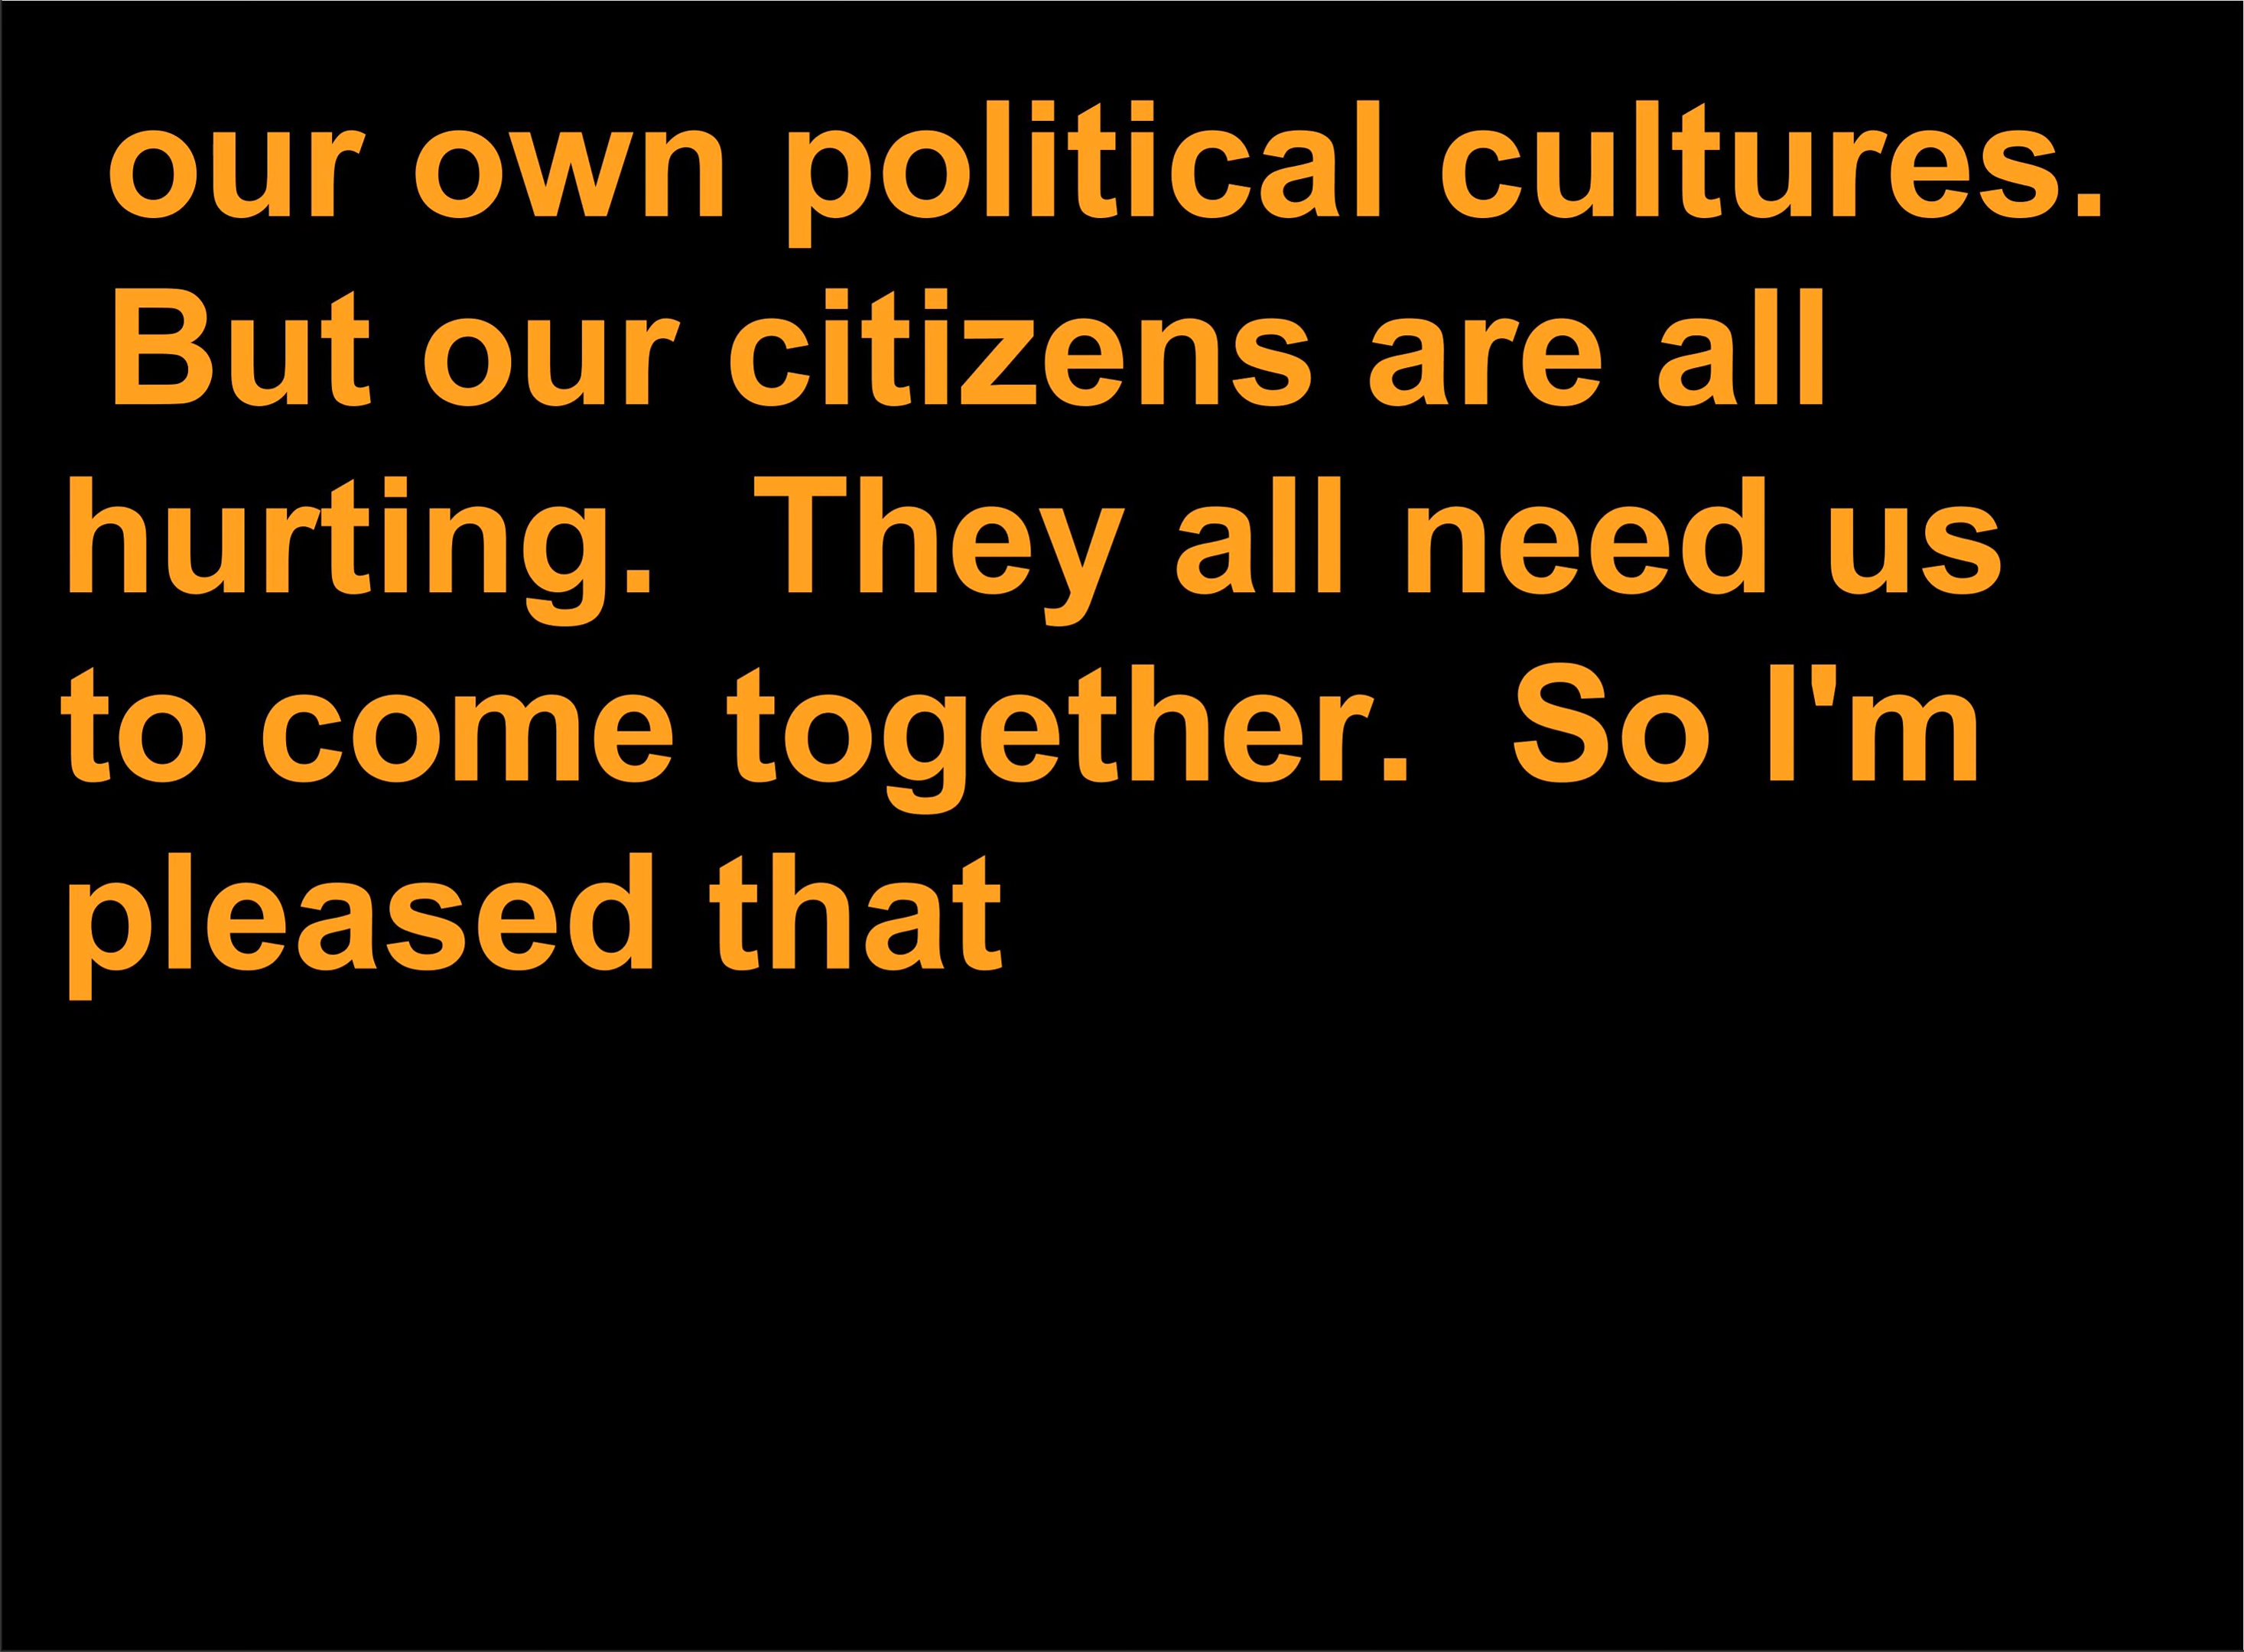 our own political cultures.
But our citizens are all
hurting.  They all need us
to come together.  So I'm
pleased that